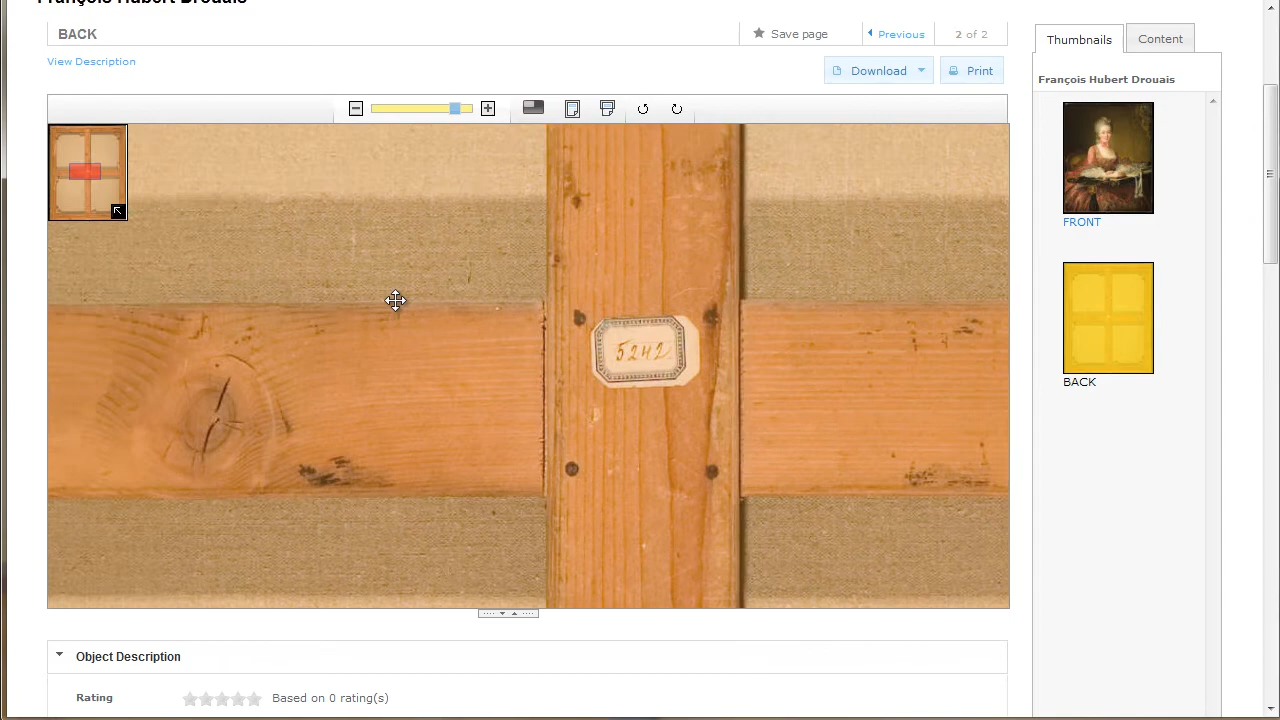 François Hubert Drouais
BACK
Save page
Previous
2 of 2
View Description
Download
Print
Thumbnails
Content
François Hubert Drouais
FRONT
BACK
5242
Object Description
Rating
Based on 0 rating(s)